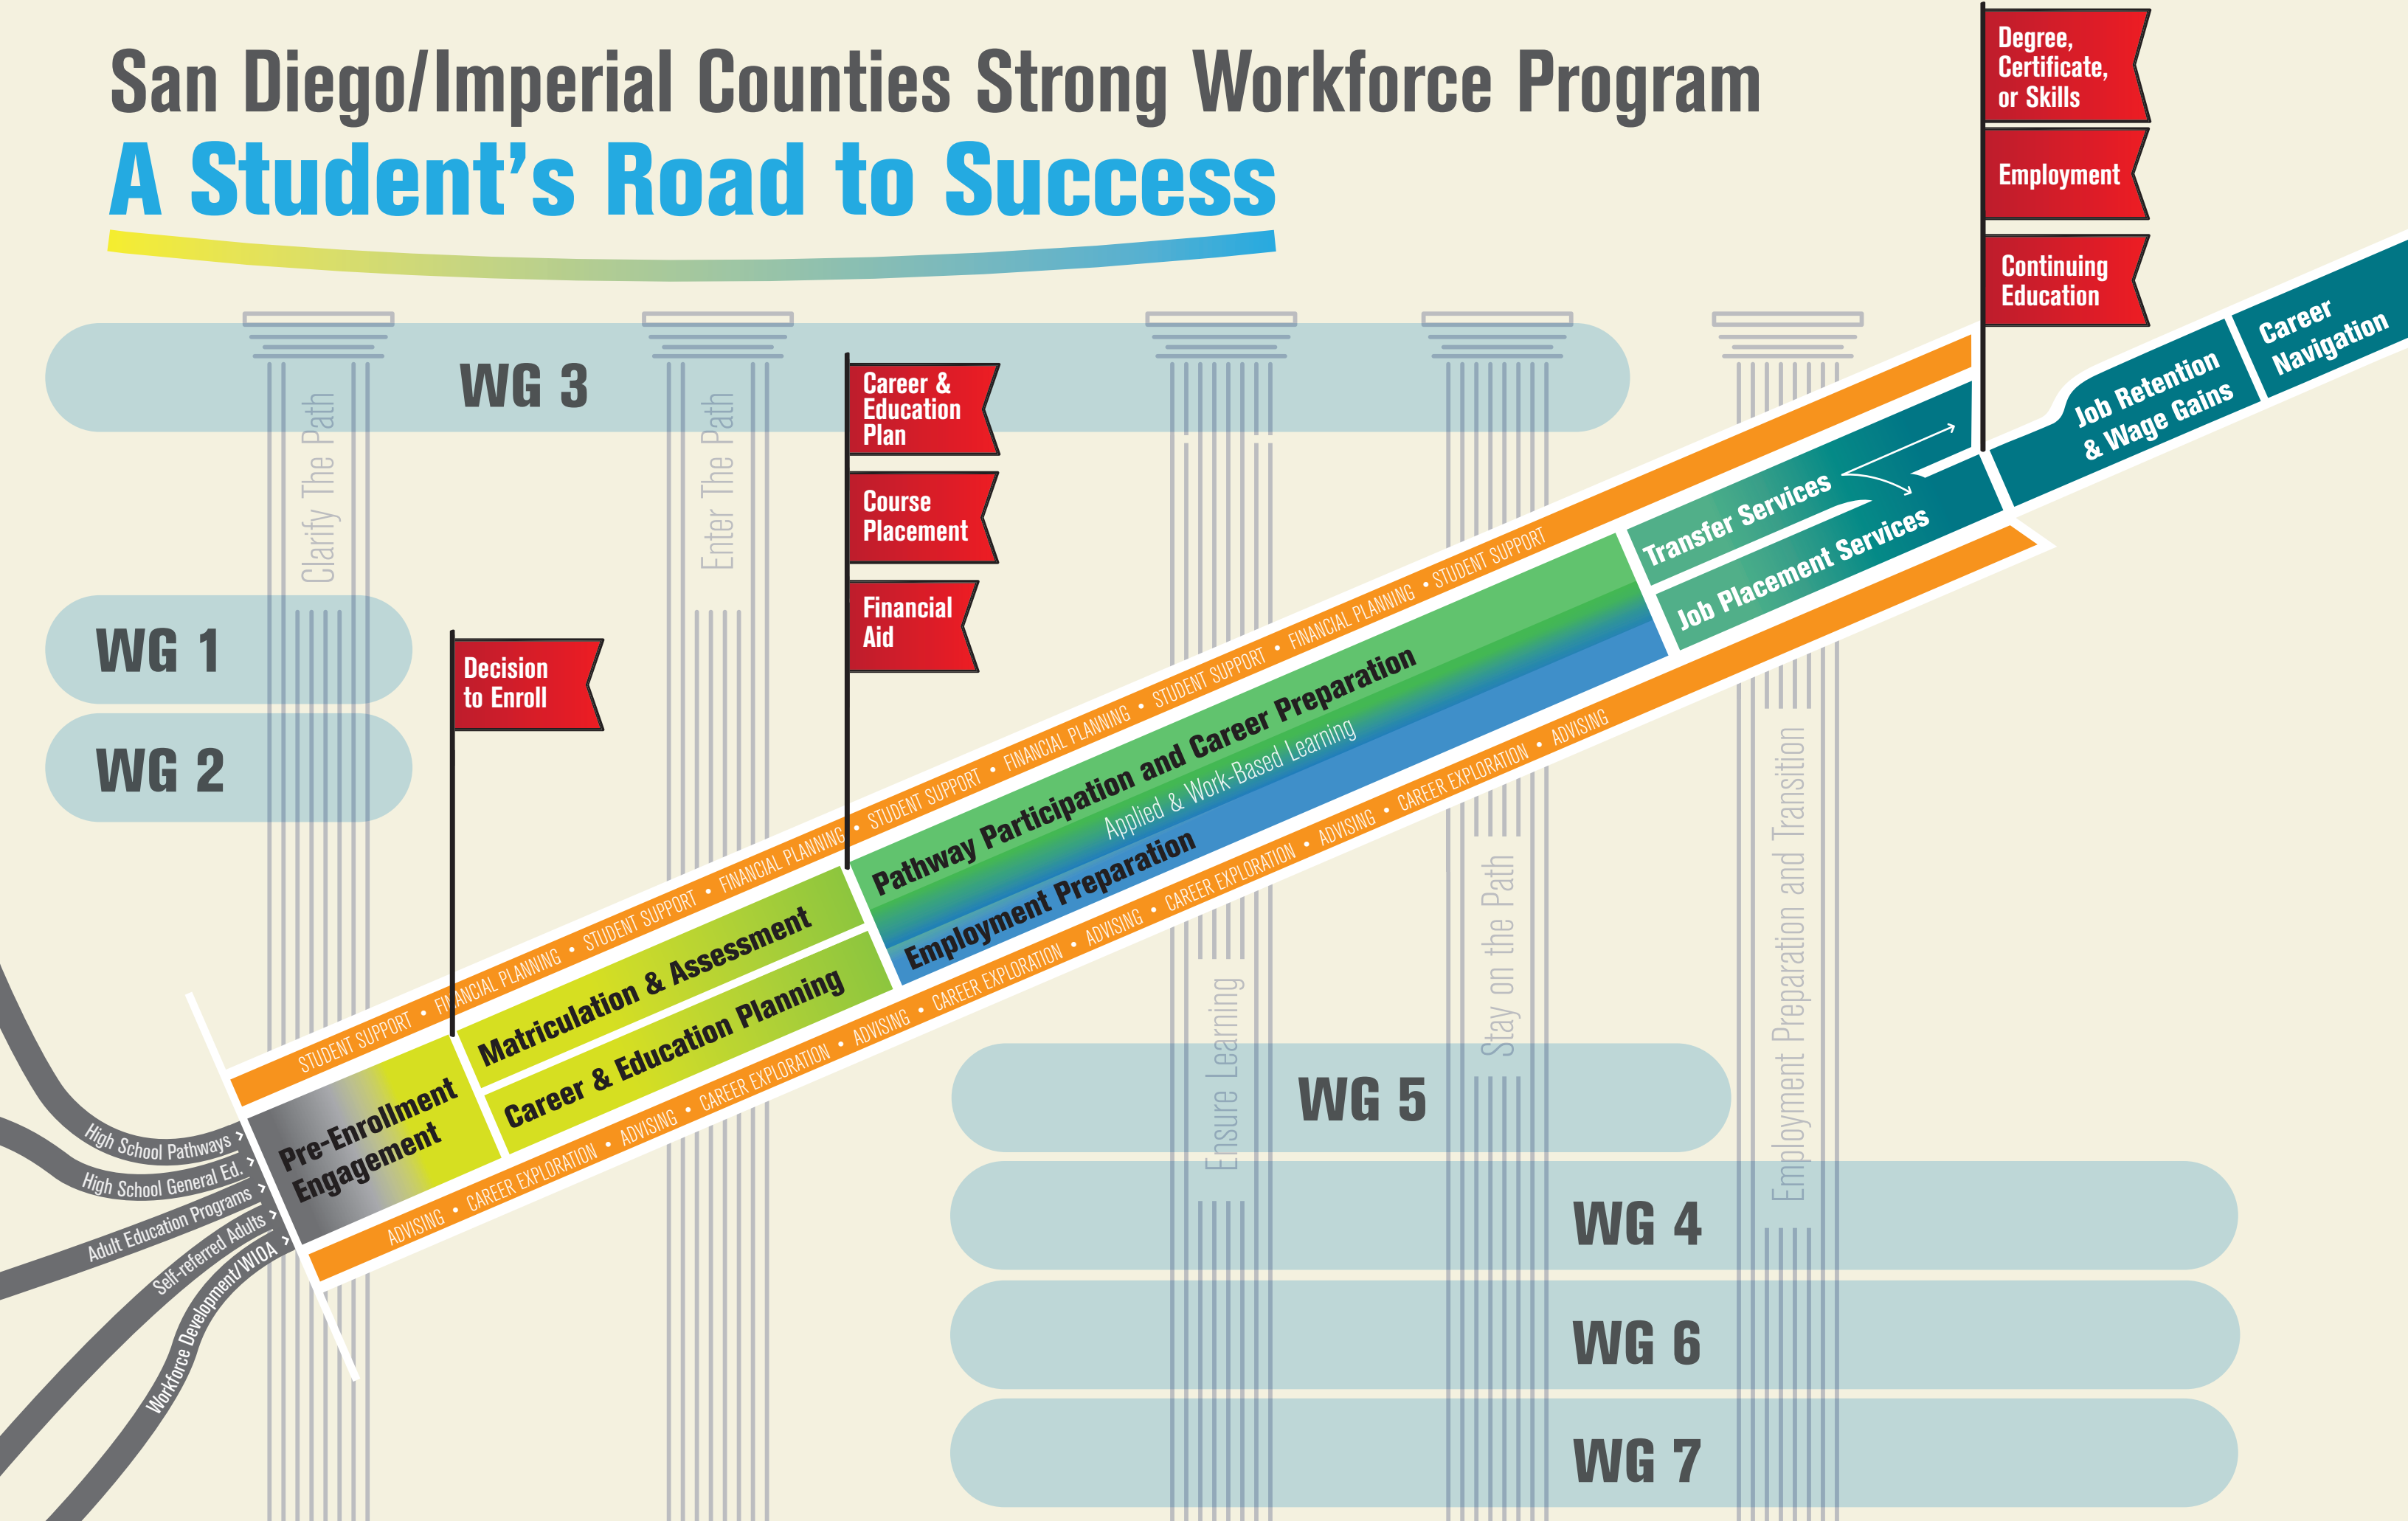 San Diego/Imperial Counties Strong Workforce Program
A Student's Road to Success
Degree,
Certificate,
or Skills
Employment
Continuing
Education
WG 3
Clarify The Path
Enter The Path
Career &
Education
Plan
Course
Placement
Financial
Aid
WG 1
WG 2
Decision
to Enroll
Career
Navigation
Job Retention
& Wage Gains
Transfer Services
Job Placement Services
STUDENT SUPPORT • FINANCIAL PLANNING • STUDENT SUPPORT • FINANCIAL PLANNING • STUDENT SUPPORT • FINANCIAL PLANNING • STUDENT SUPPORT • FINANCIAL PLANNING • STUDENT SUPPORT
Pathway Participation and Career Preparation
Applied & Work-Based Learning
Employment Preparation
Matriculation & Assessment
Career & Education Planning
Pre-Enrollment
Engagement
ADVISING • CAREER EXPLORATION • ADVISING • CAREER EXPLORATION • ADVISING • CAREER EXPLORATION • ADVISING • CAREER EXPLORATION • ADVISING • CAREER EXPLORATION • ADVISING
High School Pathways >
High School General Ed. >
Adult Education Programs >
Self-referred Adults >
Workforce Development/WIOA >
Ensure Learning
Stay on the Path
Employment Preparation and Transition
WG 5
WG 4
WG 6
WG 7